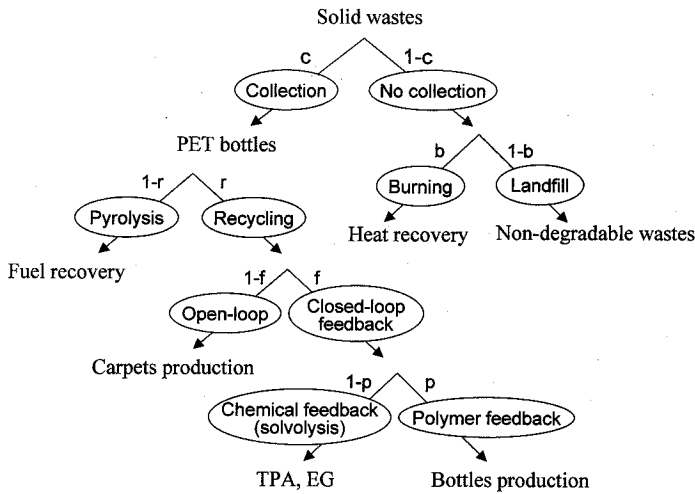 Solid wastes
c 1-c
Collection No collection
PET bottles
b 1-b
1-r r
Burning Landfill
Pyrolysis Recycling
Heat recovery Non-degradable wastes
Fuel recovery
1-f f
Open-loop Closed-loop
feedback
Carpets production
1-p p
Chemical feedback
(solvolysis)
Polymer feedback
TPA, EG Bottles production